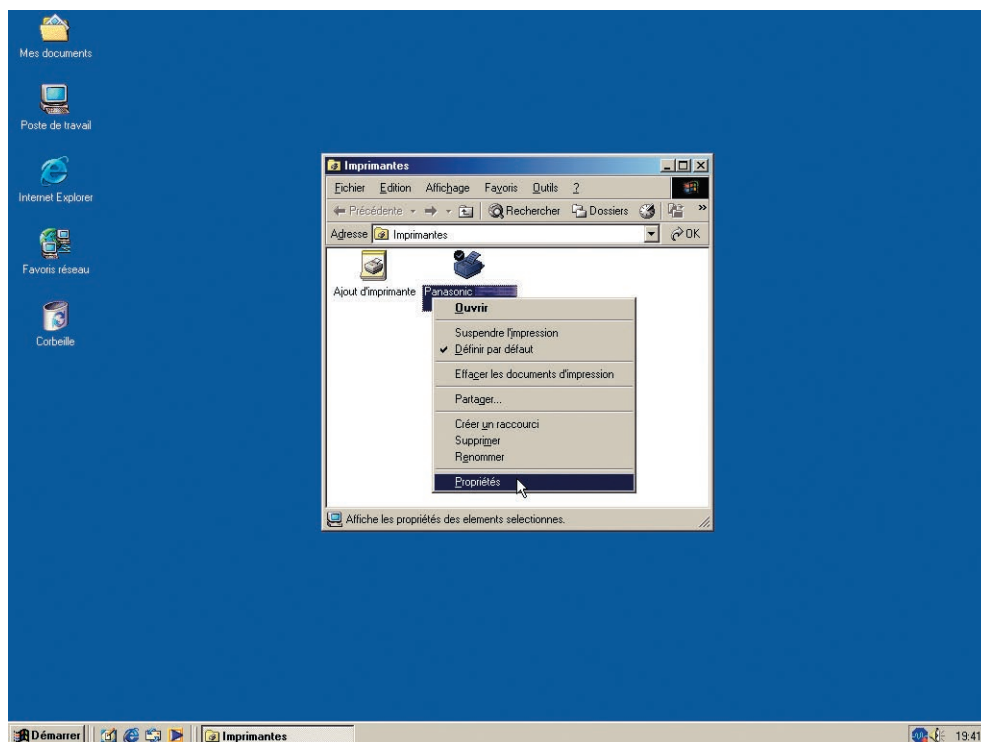 Mes documents
Poste de travail
Internet Explorer
Favoris réseau
Corbeille
Imprimantes
Fichier Edition Affichage Favoris Outils ?
Précédente Rechercher Dossiers »
Adresse Imprimantes OK
Ajout d'imprimante Panasonic
Ouvrir
Suspendre l'impression
Définir par défaut
Effacer les documents d'impression
Partager...
Créer un raccourci
Supprimer
Renommer
Propriétés
Affiche les propriétés des elements selectionnes.
Démarrer Imprimantes 19:41